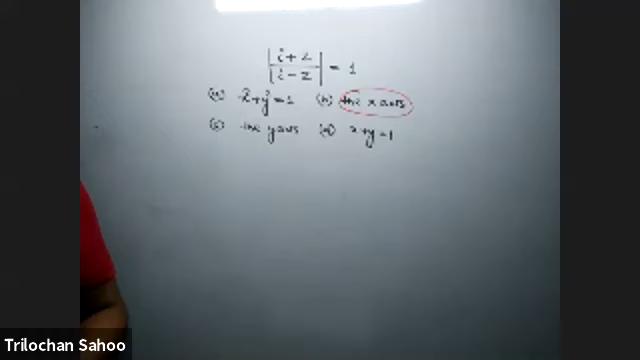 |i+z / i-z| = 1
(a) x²+y²=1 (b) the x axis
(c) the y axis (d) x+y=1
Trilochan Sahoo